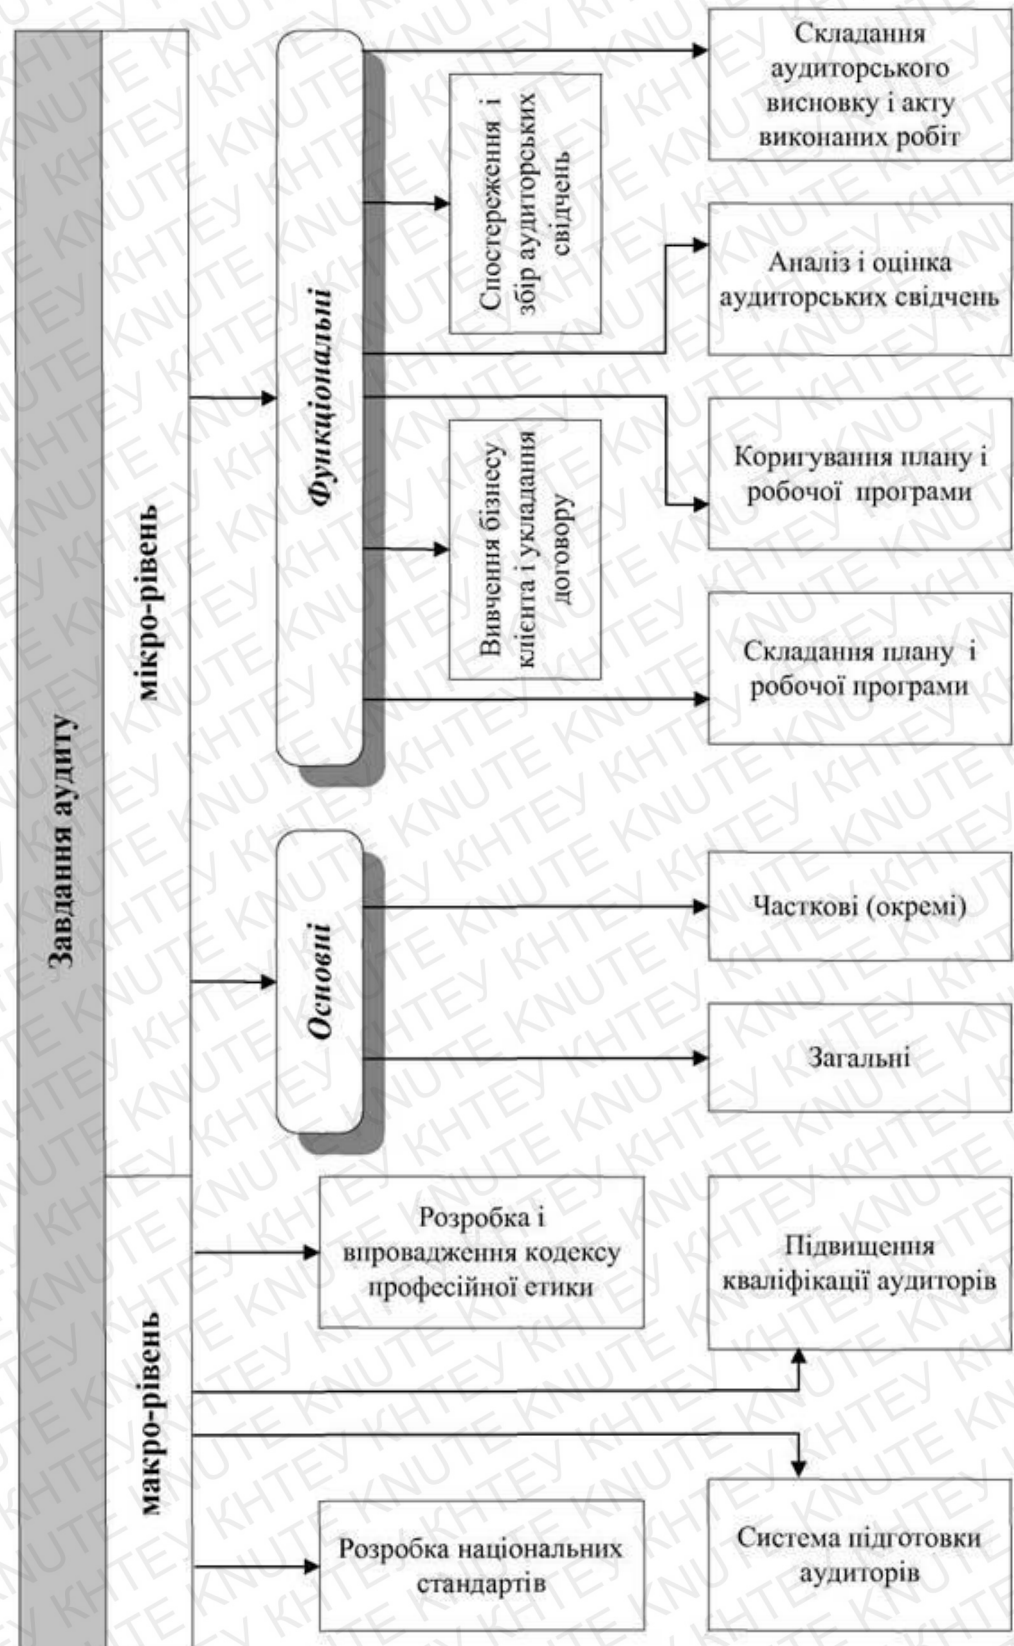 Завдання аудиту
мікро-рівень
Функціональні
Складання
аудиторського
висновку і акту
виконаних робіт
Спостереження і
збір аудиторських
свідчень
Аналіз і оцінка
аудиторських свідчень
Коригування плану і
робочої програми
Вивчення бізнесу
клієнта і укладання
договору
Складання плану і
робочої програми
Основні
Часткові (окремі)
Загальні
макро-рівень
Розробка і
впровадження кодексу
професійної етики
Підвищення
кваліфікації аудиторів
Розробка національних
стандартів
Система підготовки
аудиторів
КНТЕУ KNUTE